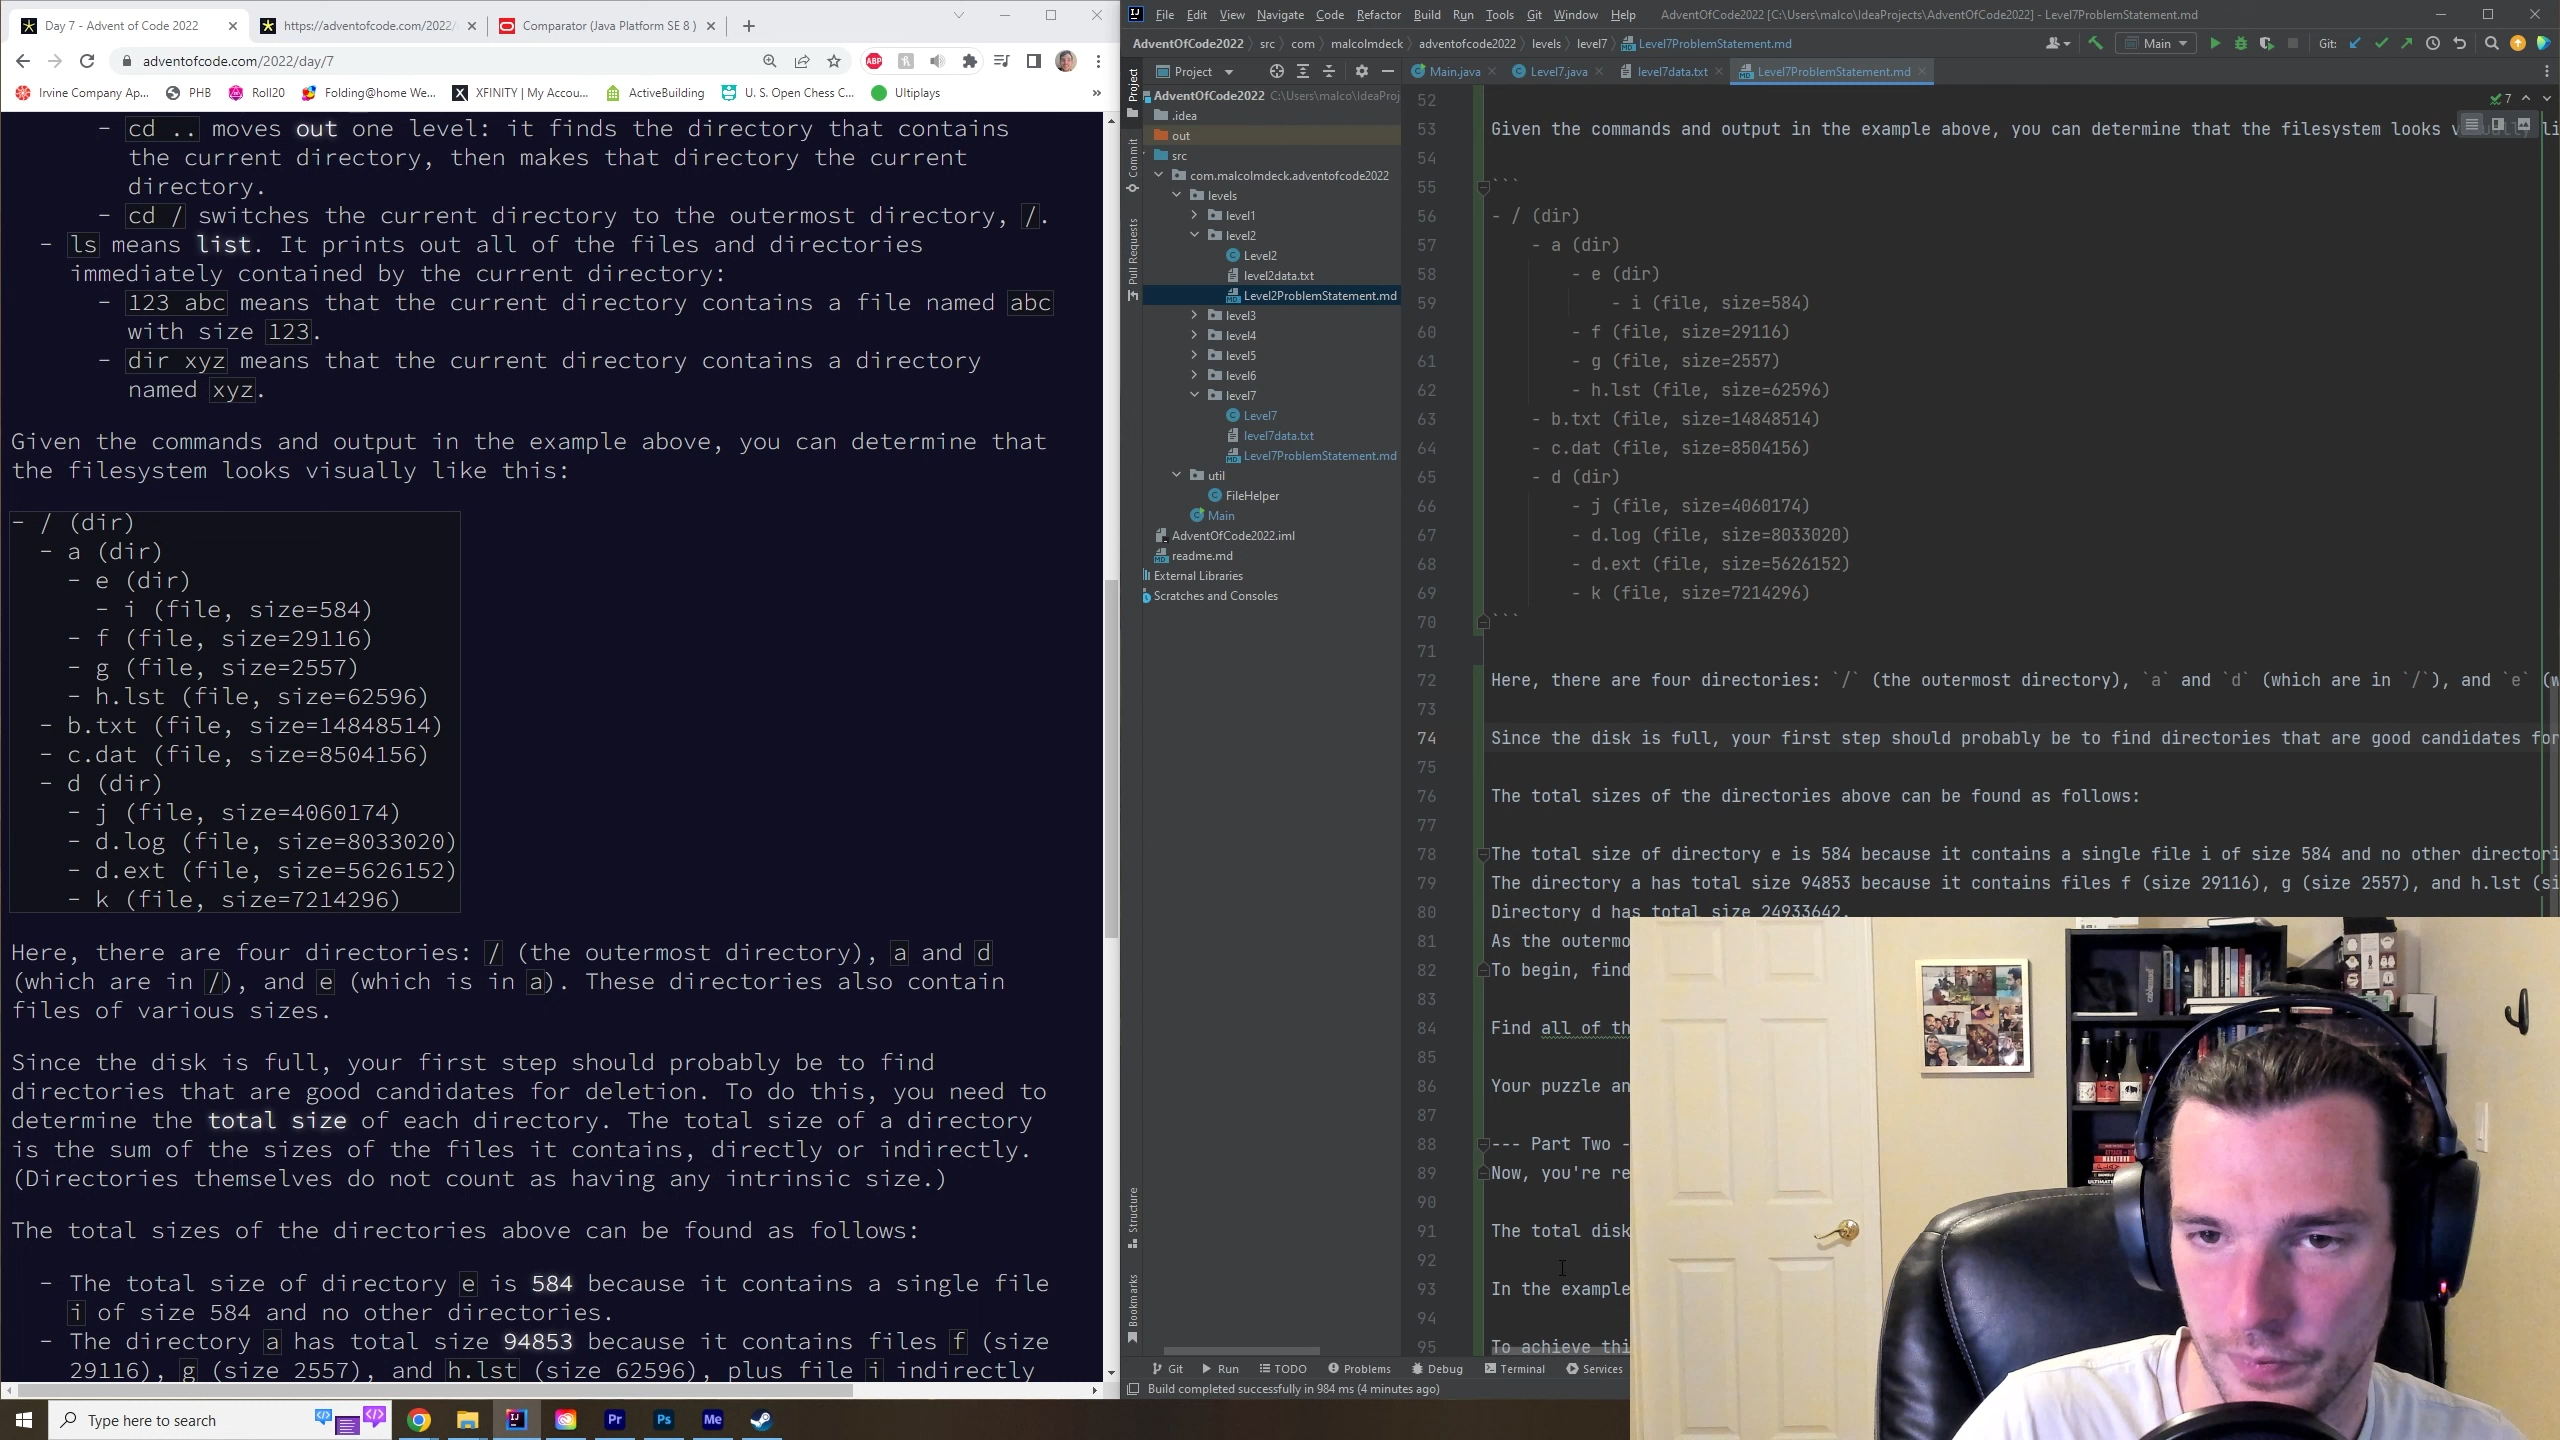 Day 7 - Advent of Code 2022
https://adventofcode.com/2022/
Comparator (Java Platform SE 8 )
adventofcode.com/2022/day/7
Irvine Company Ap...
PHB
Roll20
Folding@home We...
XFINITY | My Accou...
ActiveBuilding
U. S. Open Chess C...
Ultiplays
- cd .. moves out one level: it finds the directory that contains
the current directory, then makes that directory the current
directory.
- cd / switches the current directory to the outermost directory, /.
- ls means list. It prints out all of the files and directories
immediately contained by the current directory:
- 123 abc means that the current directory contains a file named abc
with size 123.
- dir xyz means that the current directory contains a directory
named xyz.
Given the commands and output in the example above, you can determine that
the filesystem looks visually like this:
- / (dir)
- a (dir)
- e (dir)
- i (file, size=584)
- f (file, size=29116)
- g (file, size=2557)
- h.lst (file, size=62596)
- b.txt (file, size=14848514)
- c.dat (file, size=8504156)
- d (dir)
- j (file, size=4060174)
- d.log (file, size=8033020)
- d.ext (file, size=5626152)
- k (file, size=7214296)
Here, there are four directories: / (the outermost directory), a and d
(which are in /), and e (which is in a). These directories also contain
files of various sizes.
Since the disk is full, your first step should probably be to find
directories that are good candidates for deletion. To do this, you need to
determine the total size of each directory. The total size of a directory
is the sum of the sizes of the files it contains, directly or indirectly.
(Directories themselves do not count as having any intrinsic size.)
The total sizes of the directories above can be found as follows:
- The total size of directory e is 584 because it contains a single file
i of size 584 and no other directories.
- The directory a has total size 94853 because it contains files f (size
29116), g (size 2557), and h.lst (size 62596), plus file i indirectly
Type here to search
File Edit View Navigate Code Refactor Build Run Tools Git Window Help
AdventOfCode2022 [C:\Users\malco\IdeaProjects\AdventOfCode2022] - Level7ProblemStatement.md
AdventOfCode2022 src com malcolmdeck adventofcode2022 levels level7 Level7ProblemStatement.md
Main
Git:
Project
Main.java
Level7.java
level7data.txt
Level7ProblemStatement.md
Project
Commit
Pull Requests
Structure
Bookmarks
AdventOfCode2022 C:\Users\malco\IdeaProj
.idea
out
src
com.malcolmdeck.adventofcode2022
levels
level1
level2
Level2
level2data.txt
Level2ProblemStatement.md
level3
level4
level5
level6
level7
Level7
level7data.txt
Level7ProblemStatement.md
util
FileHelper
Main
AdventOfCode2022.iml
readme.md
External Libraries
Scratches and Consoles
7
52
53 Given the commands and output in the example above, you can determine that the filesystem looks
54
55 ```
56 - / (dir)
57 - a (dir)
58 - e (dir)
59 - i (file, size=584)
60 - f (file, size=29116)
61 - g (file, size=2557)
62 - h.lst (file, size=62596)
63 - b.txt (file, size=14848514)
64 - c.dat (file, size=8504156)
65 - d (dir)
66 - j (file, size=4060174)
67 - d.log (file, size=8033020)
68 - d.ext (file, size=5626152)
69 - k (file, size=7214296)
70 ```
71
72 Here, there are four directories: `/` (the outermost directory), `a` and `d` (which are in `/`), and `e` (w
73
74 Since the disk is full, your first step should probably be to find directories that are good candidates for
75
76 The total sizes of the directories above can be found as follows:
77
78 The total size of directory e is 584 because it contains a single file i of size 584 and no other directori
79 The directory a has total size 94853 because it contains files f (size 29116), g (size 2557), and h.lst (si
80 Directory d has total size 24933642.
81 As the outermo
82 To begin, find
83
84 Find all of th
85
86 Your puzzle an
87
88 --- Part Two -
89 Now, you're re
90
91 The total disk
92
93 In the example
94
95 To achieve thi
Git Run TODO Problems Debug Terminal Services
Build completed successfully in 984 ms (4 minutes ago)